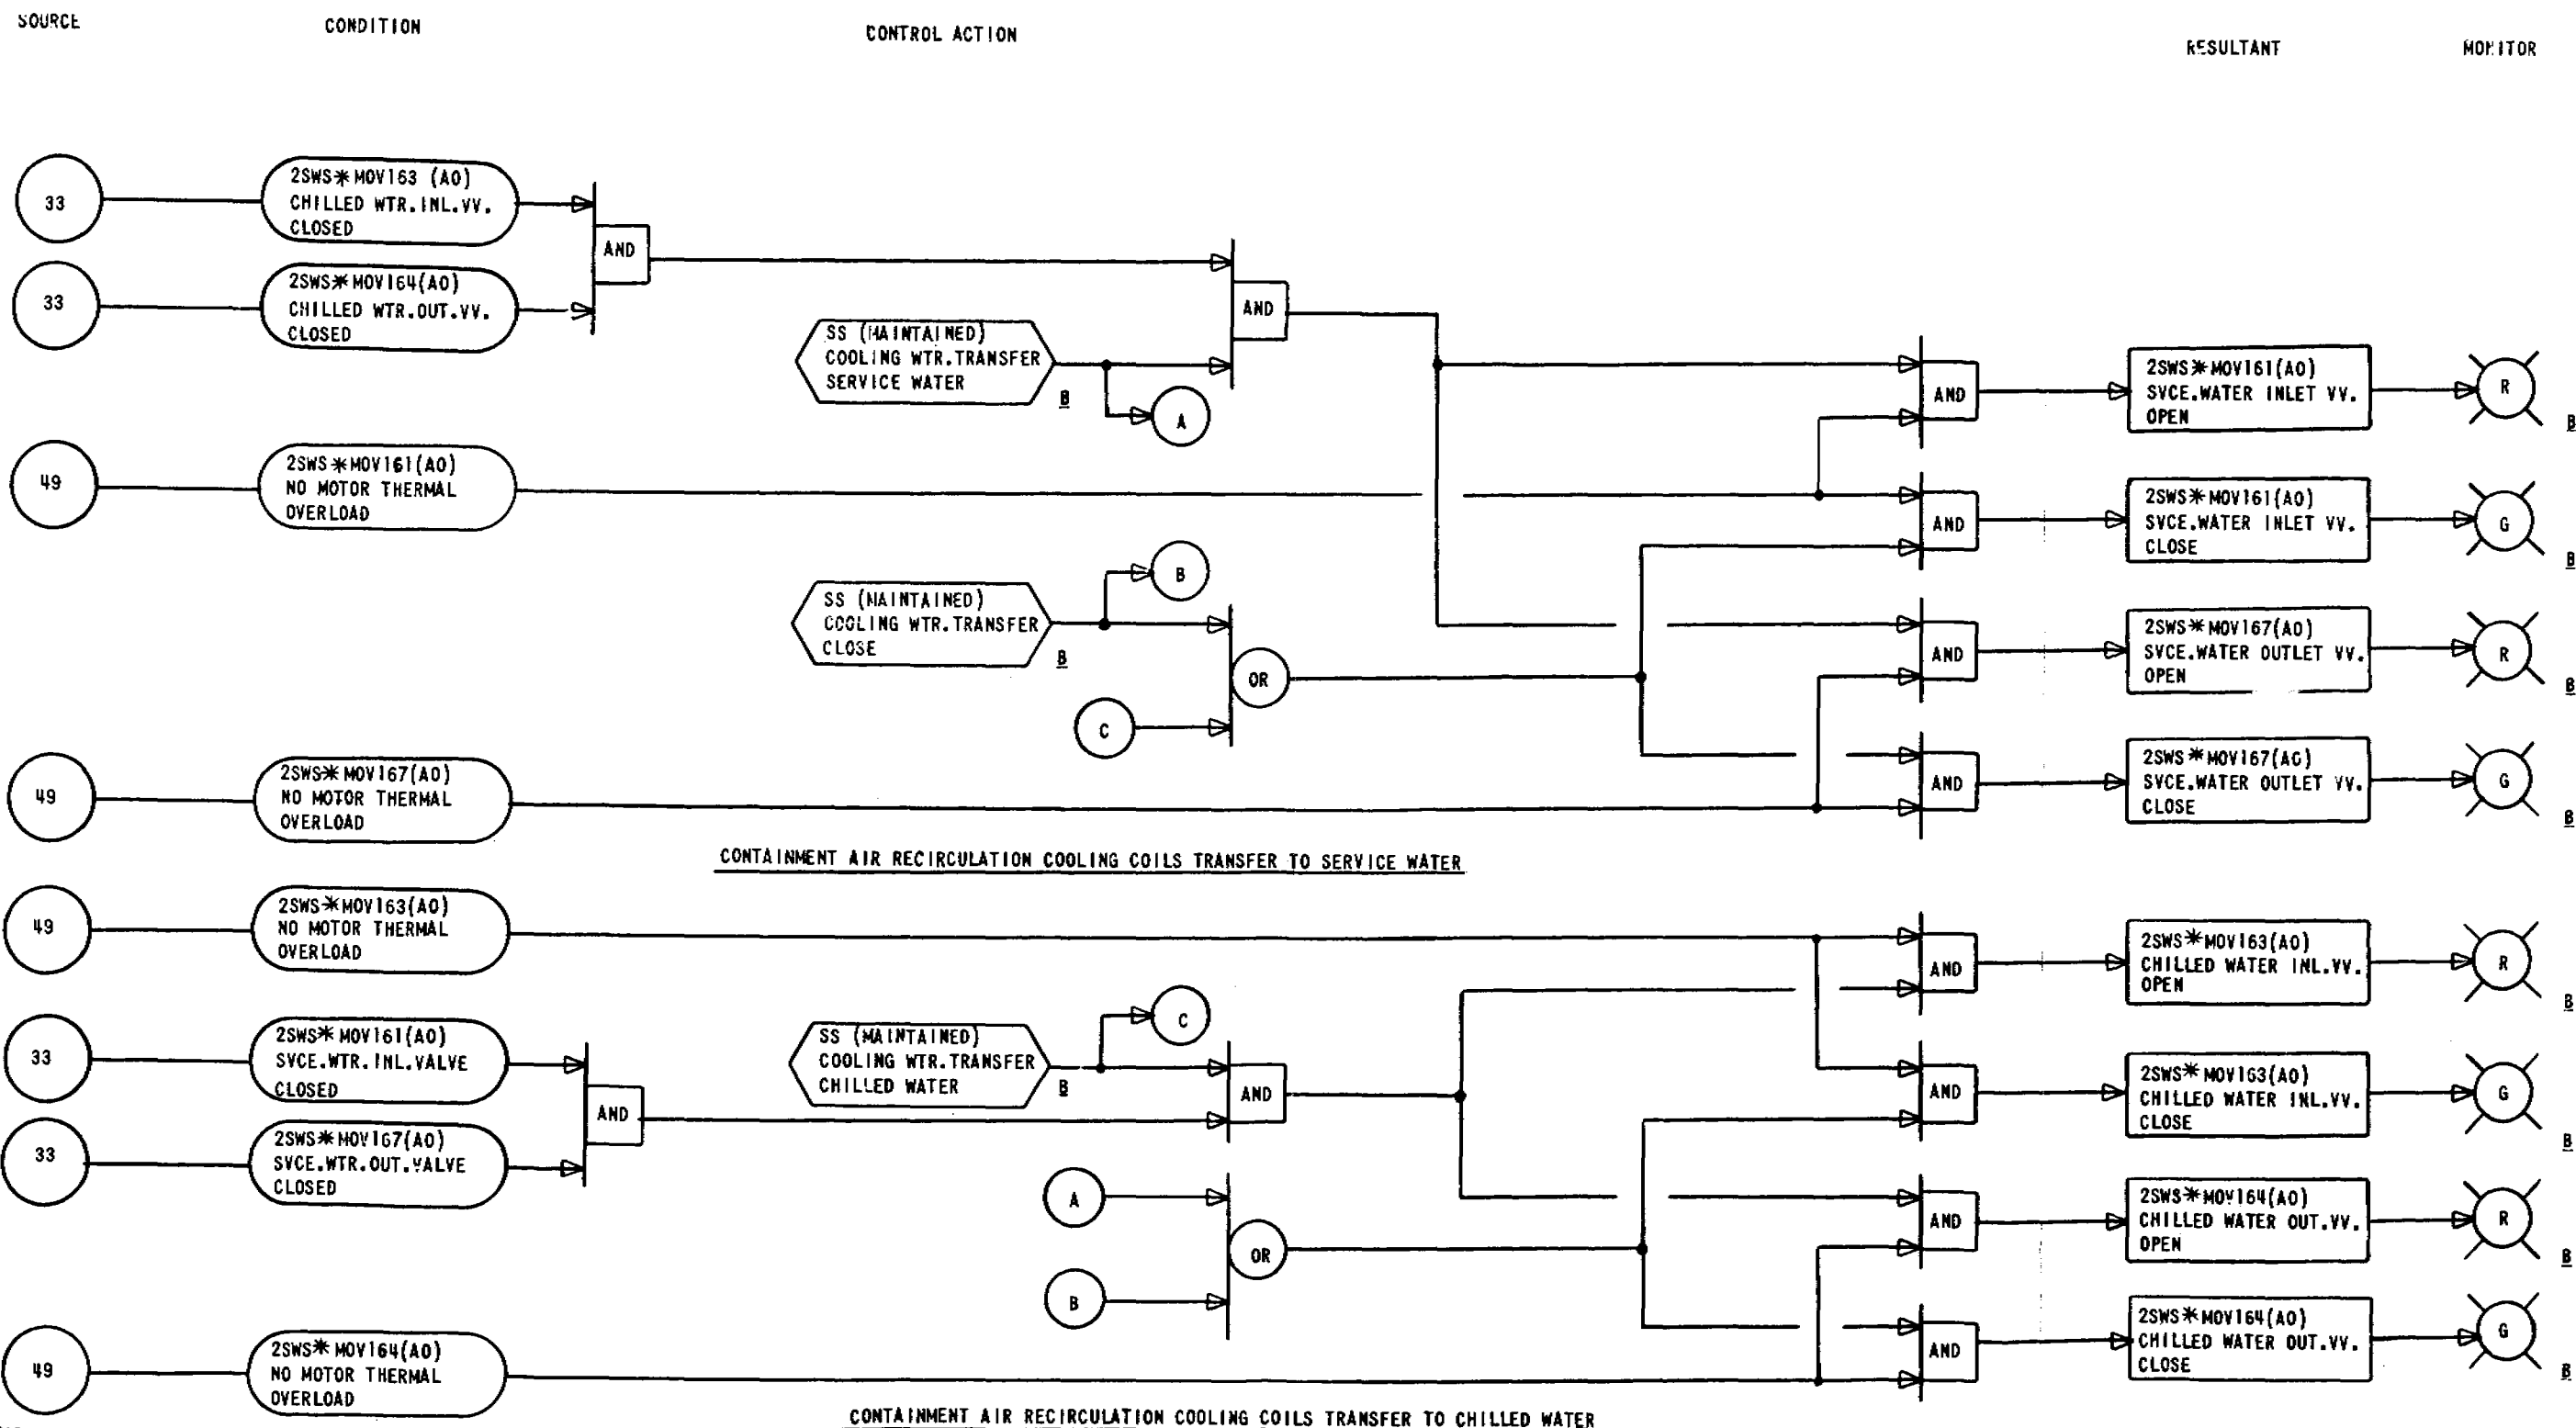 SOURCE
CONDITION
CONTROL ACTION
RESULTANT
MONITOR
33
2SWS*MOV163 (AO)
CHILLED WTR.INL.VV.
CLOSED
AND
33
2SWS*MOV164(AO)
CHILLED WTR.OUT.VV.
CLOSED
AND
SS (MAINTAINED)
COOLING WTR.TRANSFER
SERVICE WATER
B
A
AND
2SWS*MOV161(AO)
SVCE.WATER INLET VV.
OPEN
R
B
49
2SWS*MOV161(AO)
NO MOTOR THERMAL
OVERLOAD
AND
2SWS*MOV161(AO)
SVCE.WATER INLET VV.
CLOSE
G
B
B
SS (MAINTAINED)
COOLING WTR.TRANSFER
CLOSE
B
OR
C
AND
2SWS*MOV167(AO)
SVCE.WATER OUTLET VV.
OPEN
R
B
49
2SWS*MOV167(AO)
NO MOTOR THERMAL
OVERLOAD
AND
2SWS*MOV167(AO)
SVCE.WATER OUTLET VV.
CLOSE
G
B
CONTAINMENT AIR RECIRCULATION COOLING COILS TRANSFER TO SERVICE WATER
49
2SWS*MOV163(AO)
NO MOTOR THERMAL
OVERLOAD
AND
2SWS*MOV163(AO)
CHILLED WATER INL.VV.
OPEN
R
B
33
2SWS*MOV161(AO)
SVCE.WTR.INL.VALVE
CLOSED
AND
C
SS (MAINTAINED)
COOLING WTR.TRANSFER
CHILLED WATER
B
AND
AND
2SWS*MOV163(AO)
CHILLED WATER INL.VV.
CLOSE
G
B
33
2SWS*MOV167(AO)
SVCE.WTR.OUT.VALVE
CLOSED
A
OR
B
AND
2SWS*MOV164(AO)
CHILLED WATER OUT.VV.
OPEN
R
B
49
2SWS*MOV164(AO)
NO MOTOR THERMAL
OVERLOAD
AND
2SWS*MOV164(AO)
CHILLED WATER OUT.VV.
CLOSE
G
B
CONTAINMENT AIR RECIRCULATION COOLING COILS TRANSFER TO CHILLED WATER